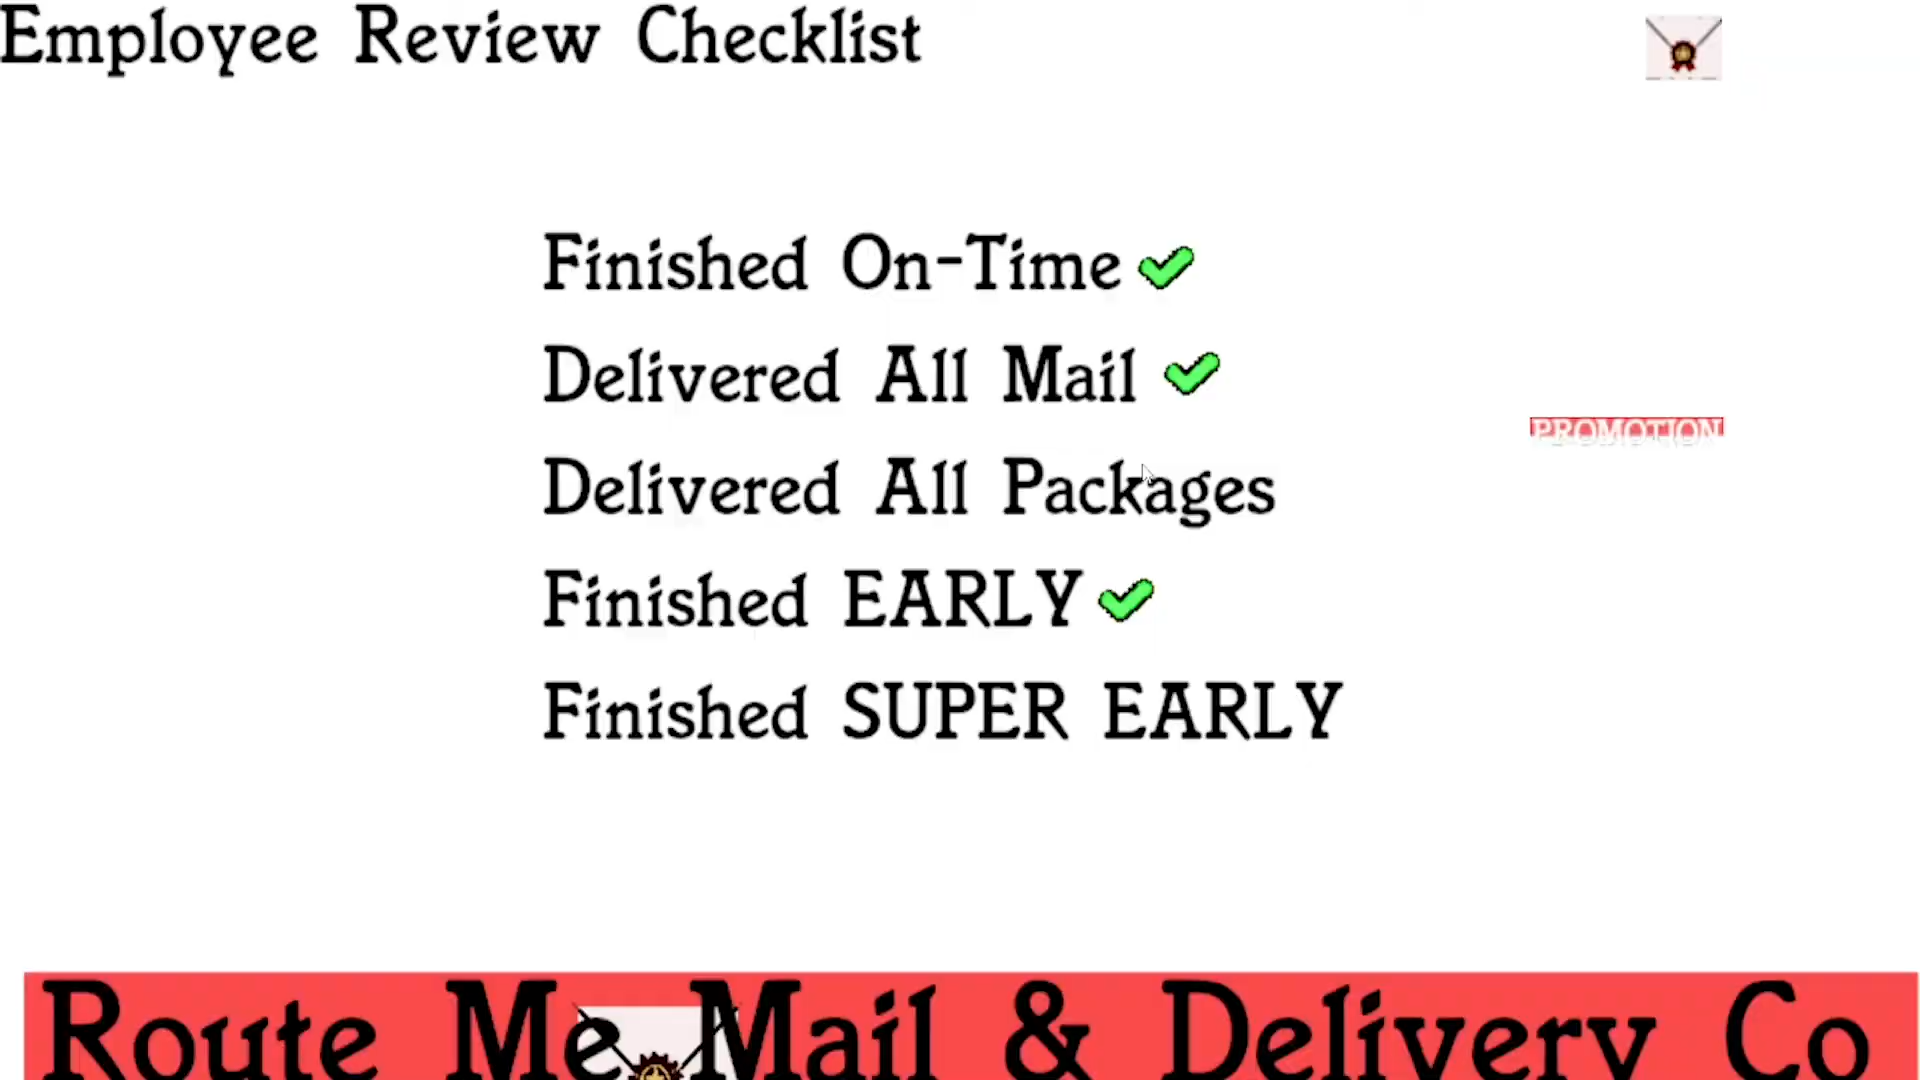 Employee Review Checklist
Finished On-Time
Delivered All Mail
PROMOTION
Delivered All Packages
Finished EARLY
Finished SUPER EARLY
Route Me Mail & Delivery Co